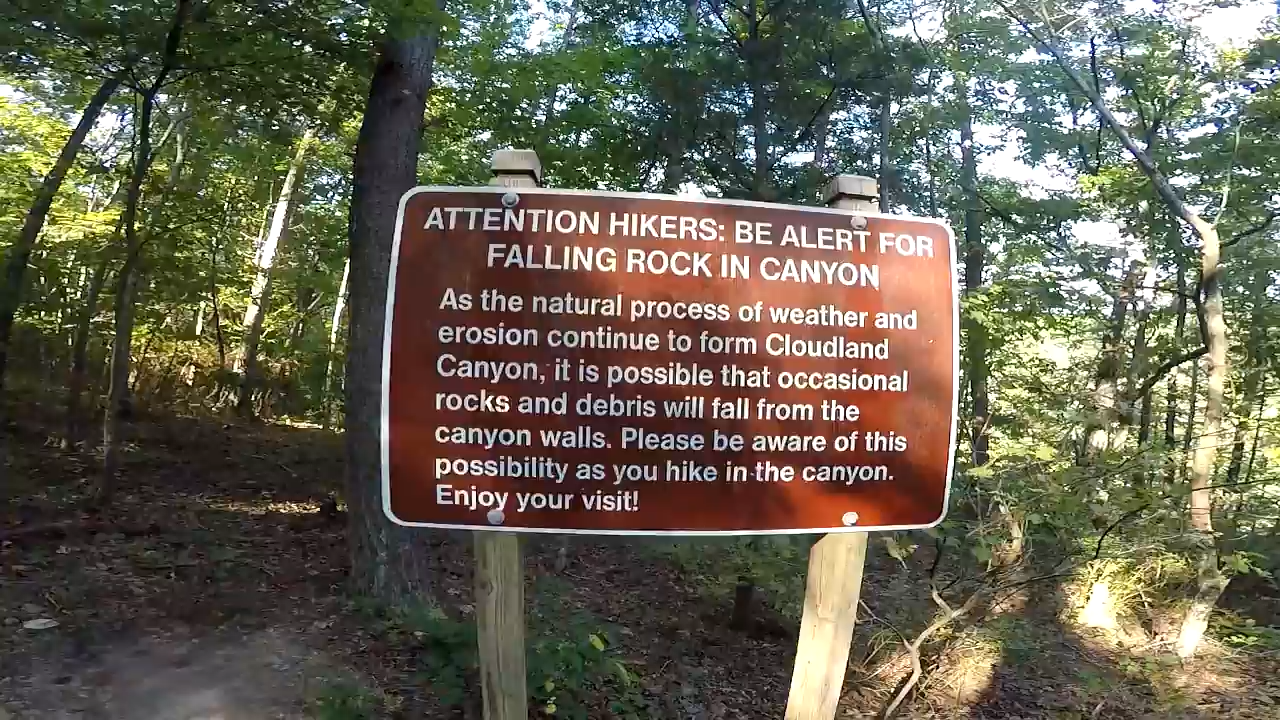 ATTENTION HIKERS: BE ALERT FOR
FALLING ROCK IN CANYON
As the natural process of weather and
erosion continue to form Cloudland
Canyon, it is possible that occasional
rocks and debris will fall from the
canyon walls. Please be aware of this
possibility as you hike in the canyon.
Enjoy your visit!